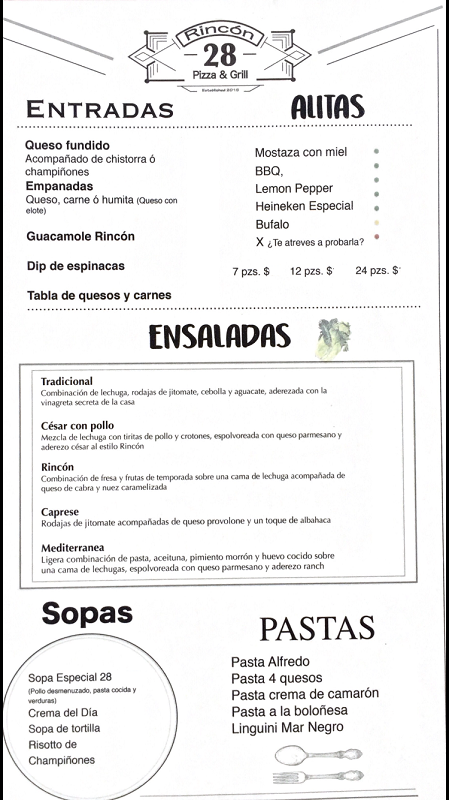 Rincón
28
Pizza & Grill
Established 2016
ENTRADAS
Queso fundido
Acompañado de chistorra ó
champiñones
Empanadas
Queso, carne ó humita (Queso con
elote)
Guacamole Rincón
Dip de espinacas
Tabla de quesos y carnes
ALITAS
Mostaza con miel
BBQ,
Lemon Pepper
Heineken Especial
Bufalo
X ¿Te atreves a probarla?
7 pzs. $ 12 pzs. $ 24 pzs. $
ENSALADAS
Tradicional
Combinación de lechuga, rodajas de jitomate, cebolla y aguacate, aderezada con la
vinagreta secreta de la casa
César con pollo
Mezcla de lechuga con tiritas de pollo y crotones, espolvoreada con queso parmesano y
aderezo césar al estilo Rincón
Rincón
Combinación de fresa y frutas de temporada sobre una cama de lechuga acompañada de
queso de cabra y nuez caramelizada
Caprese
Rodajas de jitomate acompañadas de queso provolone y un toque de albahaca
Mediterranea
Ligera combinación de pasta, aceituna, pimiento morrón y huevo cocido sobre
una cama de lechugas, espolvoreada con queso parmesano y aderezo ranch
Sopas
Sopa Especial 28
(Pollo desmenuzado, pasta cocida y
verduras)
Crema del Día
Sopa de tortilla
Risotto de
Champiñones
PASTAS
Pasta Alfredo
Pasta 4 quesos
Pasta crema de camarón
Pasta a la boloñesa
Linguini Mar Negro